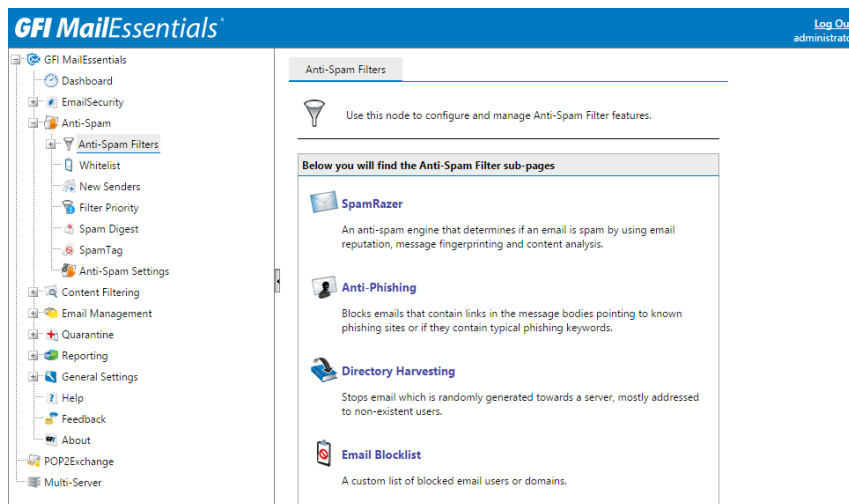 GFI MailEssentials
Log Ou
administrato
GFI MailEssentials
Dashboard
EmailSecurity
Anti-Spam
Anti-Spam Filters
Whitelist
New Senders
Filter Priority
Spam Digest
SpamTag
Anti-Spam Settings
Content Filtering
Email Management
Quarantine
Reporting
General Settings
Help
Feedback
About
POP2Exchange
Multi-Server
Anti-Spam Filters
Use this node to configure and manage Anti-Spam Filter features.
Below you will find the Anti-Spam Filter sub-pages
SpamRazer
An anti-spam engine that determines if an email is spam by using email
reputation, message fingerprinting and content analysis.
Anti-Phishing
Blocks emails that contain links in the message bodies pointing to known
phishing sites or if they contain typical phishing keywords.
Directory Harvesting
Stops email which is randomly generated towards a server, mostly addressed
to non-existent users.
Email Blocklist
A custom list of blocked email users or domains.